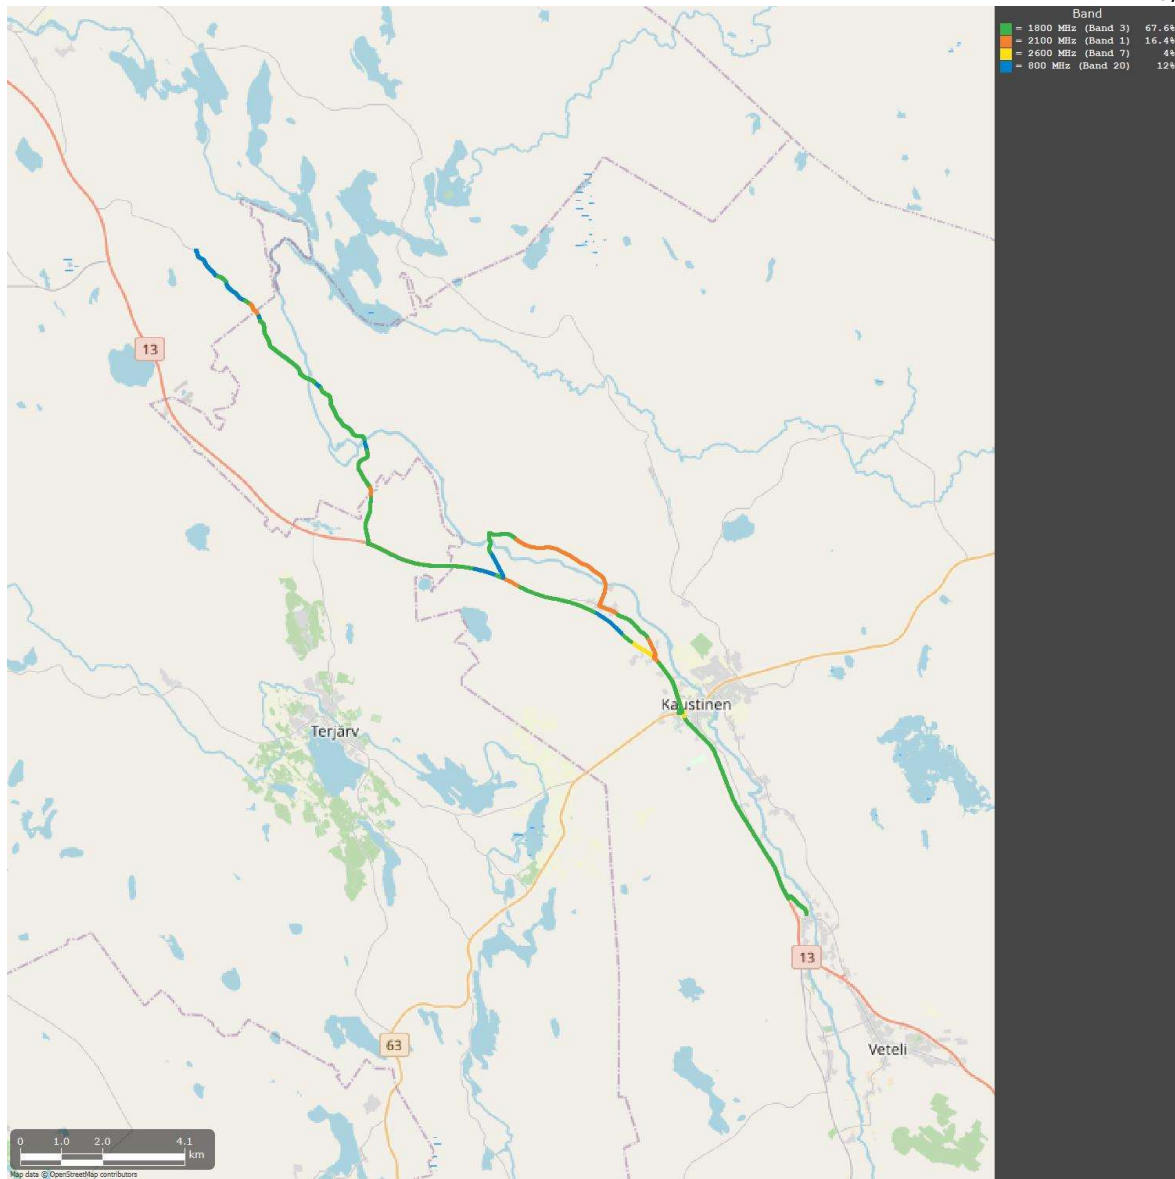 Band
= 1800 MHz (Band 3) 67.6%
= 2100 MHz (Band 1) 16.4%
= 2600 MHz (Band 7) 4%
= 800 MHz (Band 20) 12%
13
Kaustinen
Terjärv
13
63
Veteli
0 1.0 2.0 4.1
km
Map data © OpenStreetMap contributors